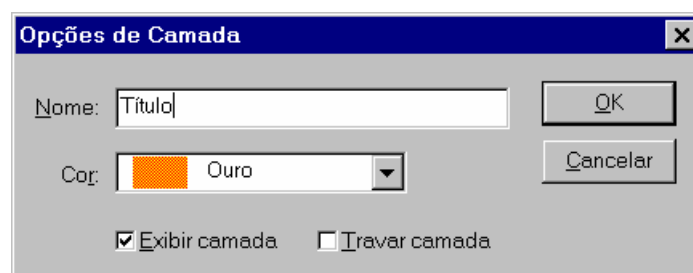 Opções de Camada
Nome: Título OK
Cor: Ouro Cancelar
Exibir camada Travar camada